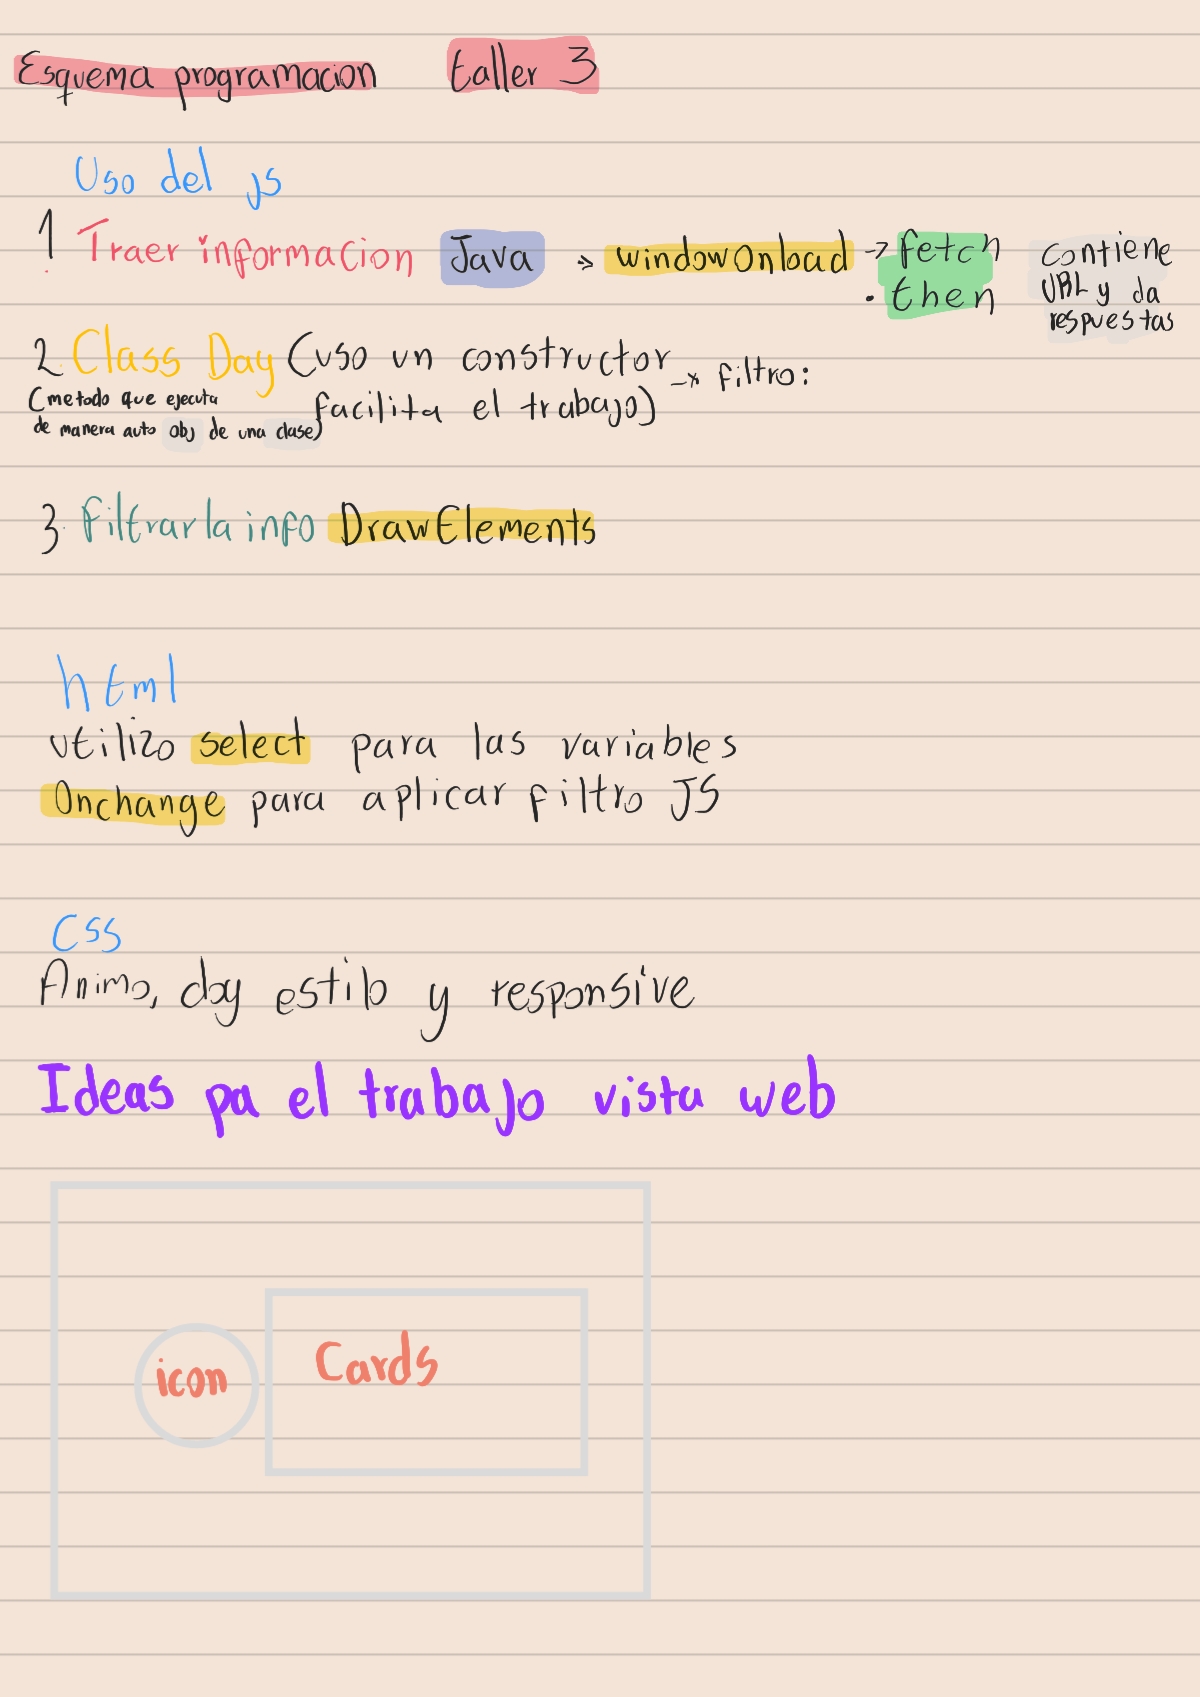 Esquema programacion taller 3
Uso del js
1. Traer informacion Java -> windowOnload -> fetch contiene
• then URL y da
respuestas
2. Class Day (uso un constructor -> filtro:
(metodo que ejecuta facilita el trabajo)
de manera auto obj de una clase)
3. Filtrar la info DrawElements
html
utilizo select para las variables
Onchange para aplicar filtro JS
Css
Animo, doy estilo y responsive
Ideas pa el trabajo vista web
icon Cards